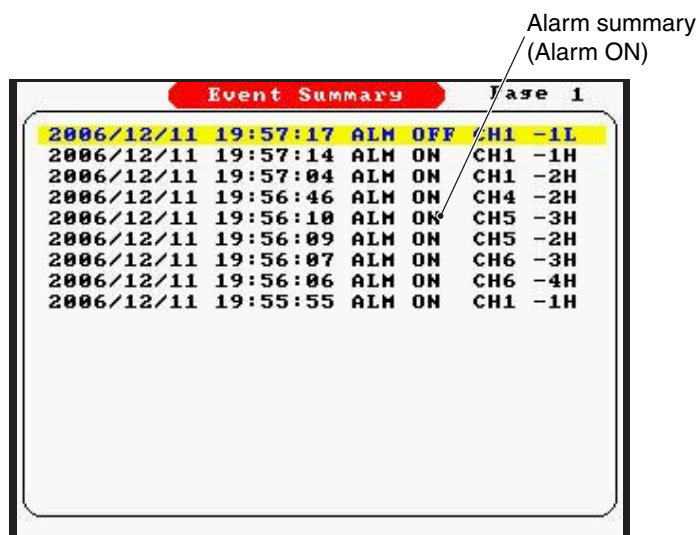 Alarm summary
(Alarm ON)
Event Summary Page 1
2006/12/11 19:57:17 ALM OFF CH1 -1L
2006/12/11 19:57:14 ALM ON CH1 -1H
2006/12/11 19:57:04 ALM ON CH1 -2H
2006/12/11 19:56:46 ALM ON CH4 -2H
2006/12/11 19:56:10 ALM ON CH5 -3H
2006/12/11 19:56:09 ALM ON CH5 -2H
2006/12/11 19:56:07 ALM ON CH6 -3H
2006/12/11 19:56:06 ALM ON CH6 -4H
2006/12/11 19:55:55 ALM ON CH1 -1H